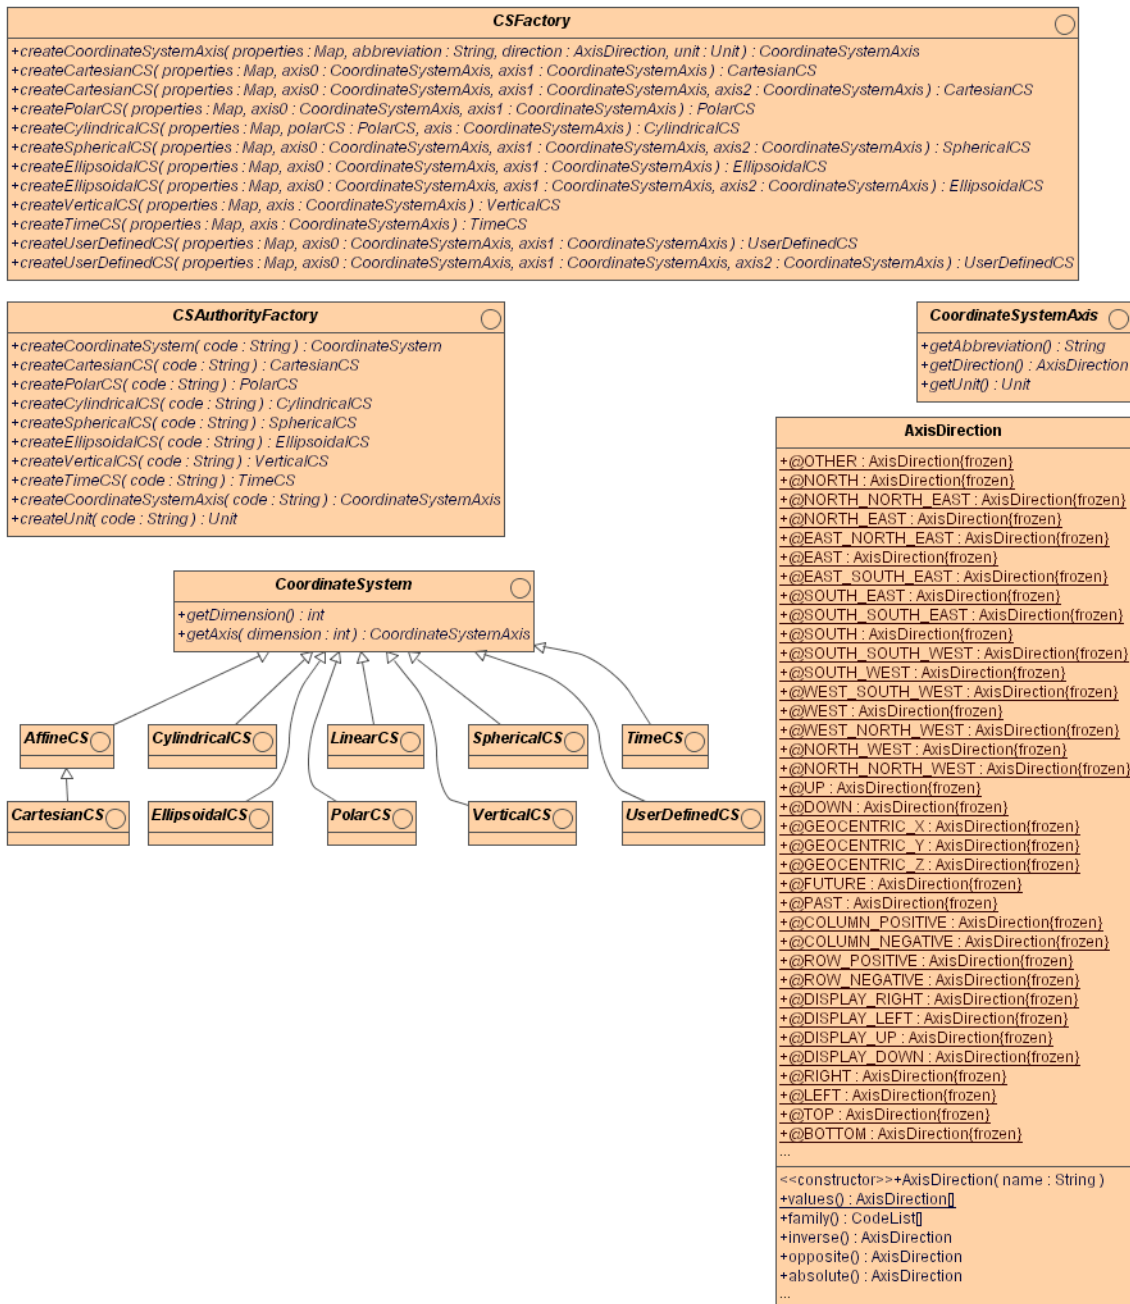 CSFactory
+createCoordinateSystemAxis( properties : Map, abbreviation : String, direction : AxisDirection, unit : Unit ) : CoordinateSystemAxis
+createCartesianCS( properties : Map, axis0 : CoordinateSystemAxis, axis1 : CoordinateSystemAxis ) : CartesianCS
+createCartesianCS( properties : Map, axis0 : CoordinateSystemAxis, axis1 : CoordinateSystemAxis, axis2 : CoordinateSystemAxis ) : CartesianCS
+createPolarCS( properties : Map, axis0 : CoordinateSystemAxis, axis1 : CoordinateSystemAxis ) : PolarCS
+createCylindricalCS( properties : Map, polarCS : PolarCS, axis : CoordinateSystemAxis ) : CylindricalCS
+createSphericalCS( properties : Map, axis0 : CoordinateSystemAxis, axis1 : CoordinateSystemAxis, axis2 : CoordinateSystemAxis ) : SphericalCS
+createEllipsoidalCS( properties : Map, axis0 : CoordinateSystemAxis, axis1 : CoordinateSystemAxis ) : EllipsoidalCS
+createEllipsoidalCS( properties : Map, axis0 : CoordinateSystemAxis, axis1 : CoordinateSystemAxis, axis2 : CoordinateSystemAxis ) : EllipsoidalCS
+createVerticalCS( properties : Map, axis : CoordinateSystemAxis ) : VerticalCS
+createTimeCS( properties : Map, axis : CoordinateSystemAxis ) : TimeCS
+createUserDefinedCS( properties : Map, axis0 : CoordinateSystemAxis, axis1 : CoordinateSystemAxis ) : UserDefinedCS
+createUserDefinedCS( properties : Map, axis0 : CoordinateSystemAxis, axis1 : CoordinateSystemAxis, axis2 : CoordinateSystemAxis ) : UserDefinedCS
CSAuthorityFactory
+createCoordinateSystem( code : String ) : CoordinateSystem
+createCartesianCS( code : String ) : CartesianCS
+createPolarCS( code : String ) : PolarCS
+createCylindricalCS( code : String ) : CylindricalCS
+createSphericalCS( code : String ) : SphericalCS
+createEllipsoidalCS( code : String ) : EllipsoidalCS
+createVerticalCS( code : String ) : VerticalCS
+createTimeCS( code : String ) : TimeCS
+createCoordinateSystemAxis( code : String ) : CoordinateSystemAxis
+createUnit( code : String ) : Unit
CoordinateSystemAxis
+getAbbreviation() : String
+getDirection() : AxisDirection
+getUnit() : Unit
CoordinateSystem
+getDimension() : int
+getAxis( dimension : int ) : CoordinateSystemAxis
AffineCS
CylindricalCS
LinearCS
SphericalCS
TimeCS
CartesianCS
EllipsoidalCS
PolarCS
VerticalCS
UserDefinedCS
AxisDirection
+@OTHER : AxisDirection{frozen}
+@NORTH : AxisDirection{frozen}
+@NORTH_NORTH_EAST : AxisDirection{frozen}
+@NORTH_EAST : AxisDirection{frozen}
+@EAST_NORTH_EAST : AxisDirection{frozen}
+@EAST : AxisDirection{frozen}
+@EAST_SOUTH_EAST : AxisDirection{frozen}
+@SOUTH_EAST : AxisDirection{frozen}
+@SOUTH_SOUTH_EAST : AxisDirection{frozen}
+@SOUTH : AxisDirection{frozen}
+@SOUTH_SOUTH_WEST : AxisDirection{frozen}
+@SOUTH_WEST : AxisDirection{frozen}
+@WEST_SOUTH_WEST : AxisDirection{frozen}
+@WEST : AxisDirection{frozen}
+@WEST_NORTH_WEST : AxisDirection{frozen}
+@NORTH_WEST : AxisDirection{frozen}
+@NORTH_NORTH_WEST : AxisDirection{frozen}
+@UP : AxisDirection{frozen}
+@DOWN : AxisDirection{frozen}
+@GEOCENTRIC_X : AxisDirection{frozen}
+@GEOCENTRIC_Y : AxisDirection{frozen}
+@GEOCENTRIC_Z : AxisDirection{frozen}
+@FUTURE : AxisDirection{frozen}
+@PAST : AxisDirection{frozen}
+@COLUMN_POSITIVE : AxisDirection{frozen}
+@COLUMN_NEGATIVE : AxisDirection{frozen}
+@ROW_POSITIVE : AxisDirection{frozen}
+@ROW_NEGATIVE : AxisDirection{frozen}
+@DISPLAY_RIGHT : AxisDirection{frozen}
+@DISPLAY_LEFT : AxisDirection{frozen}
+@DISPLAY_UP : AxisDirection{frozen}
+@DISPLAY_DOWN : AxisDirection{frozen}
+@RIGHT : AxisDirection{frozen}
+@LEFT : AxisDirection{frozen}
+@TOP : AxisDirection{frozen}
+@BOTTOM : AxisDirection{frozen}
...
<<constructor>>+AxisDirection( name : String )
+values() : AxisDirection[]
+family() : CodeList[]
+inverse() : AxisDirection
+opposite() : AxisDirection
+absolute() : AxisDirection
...